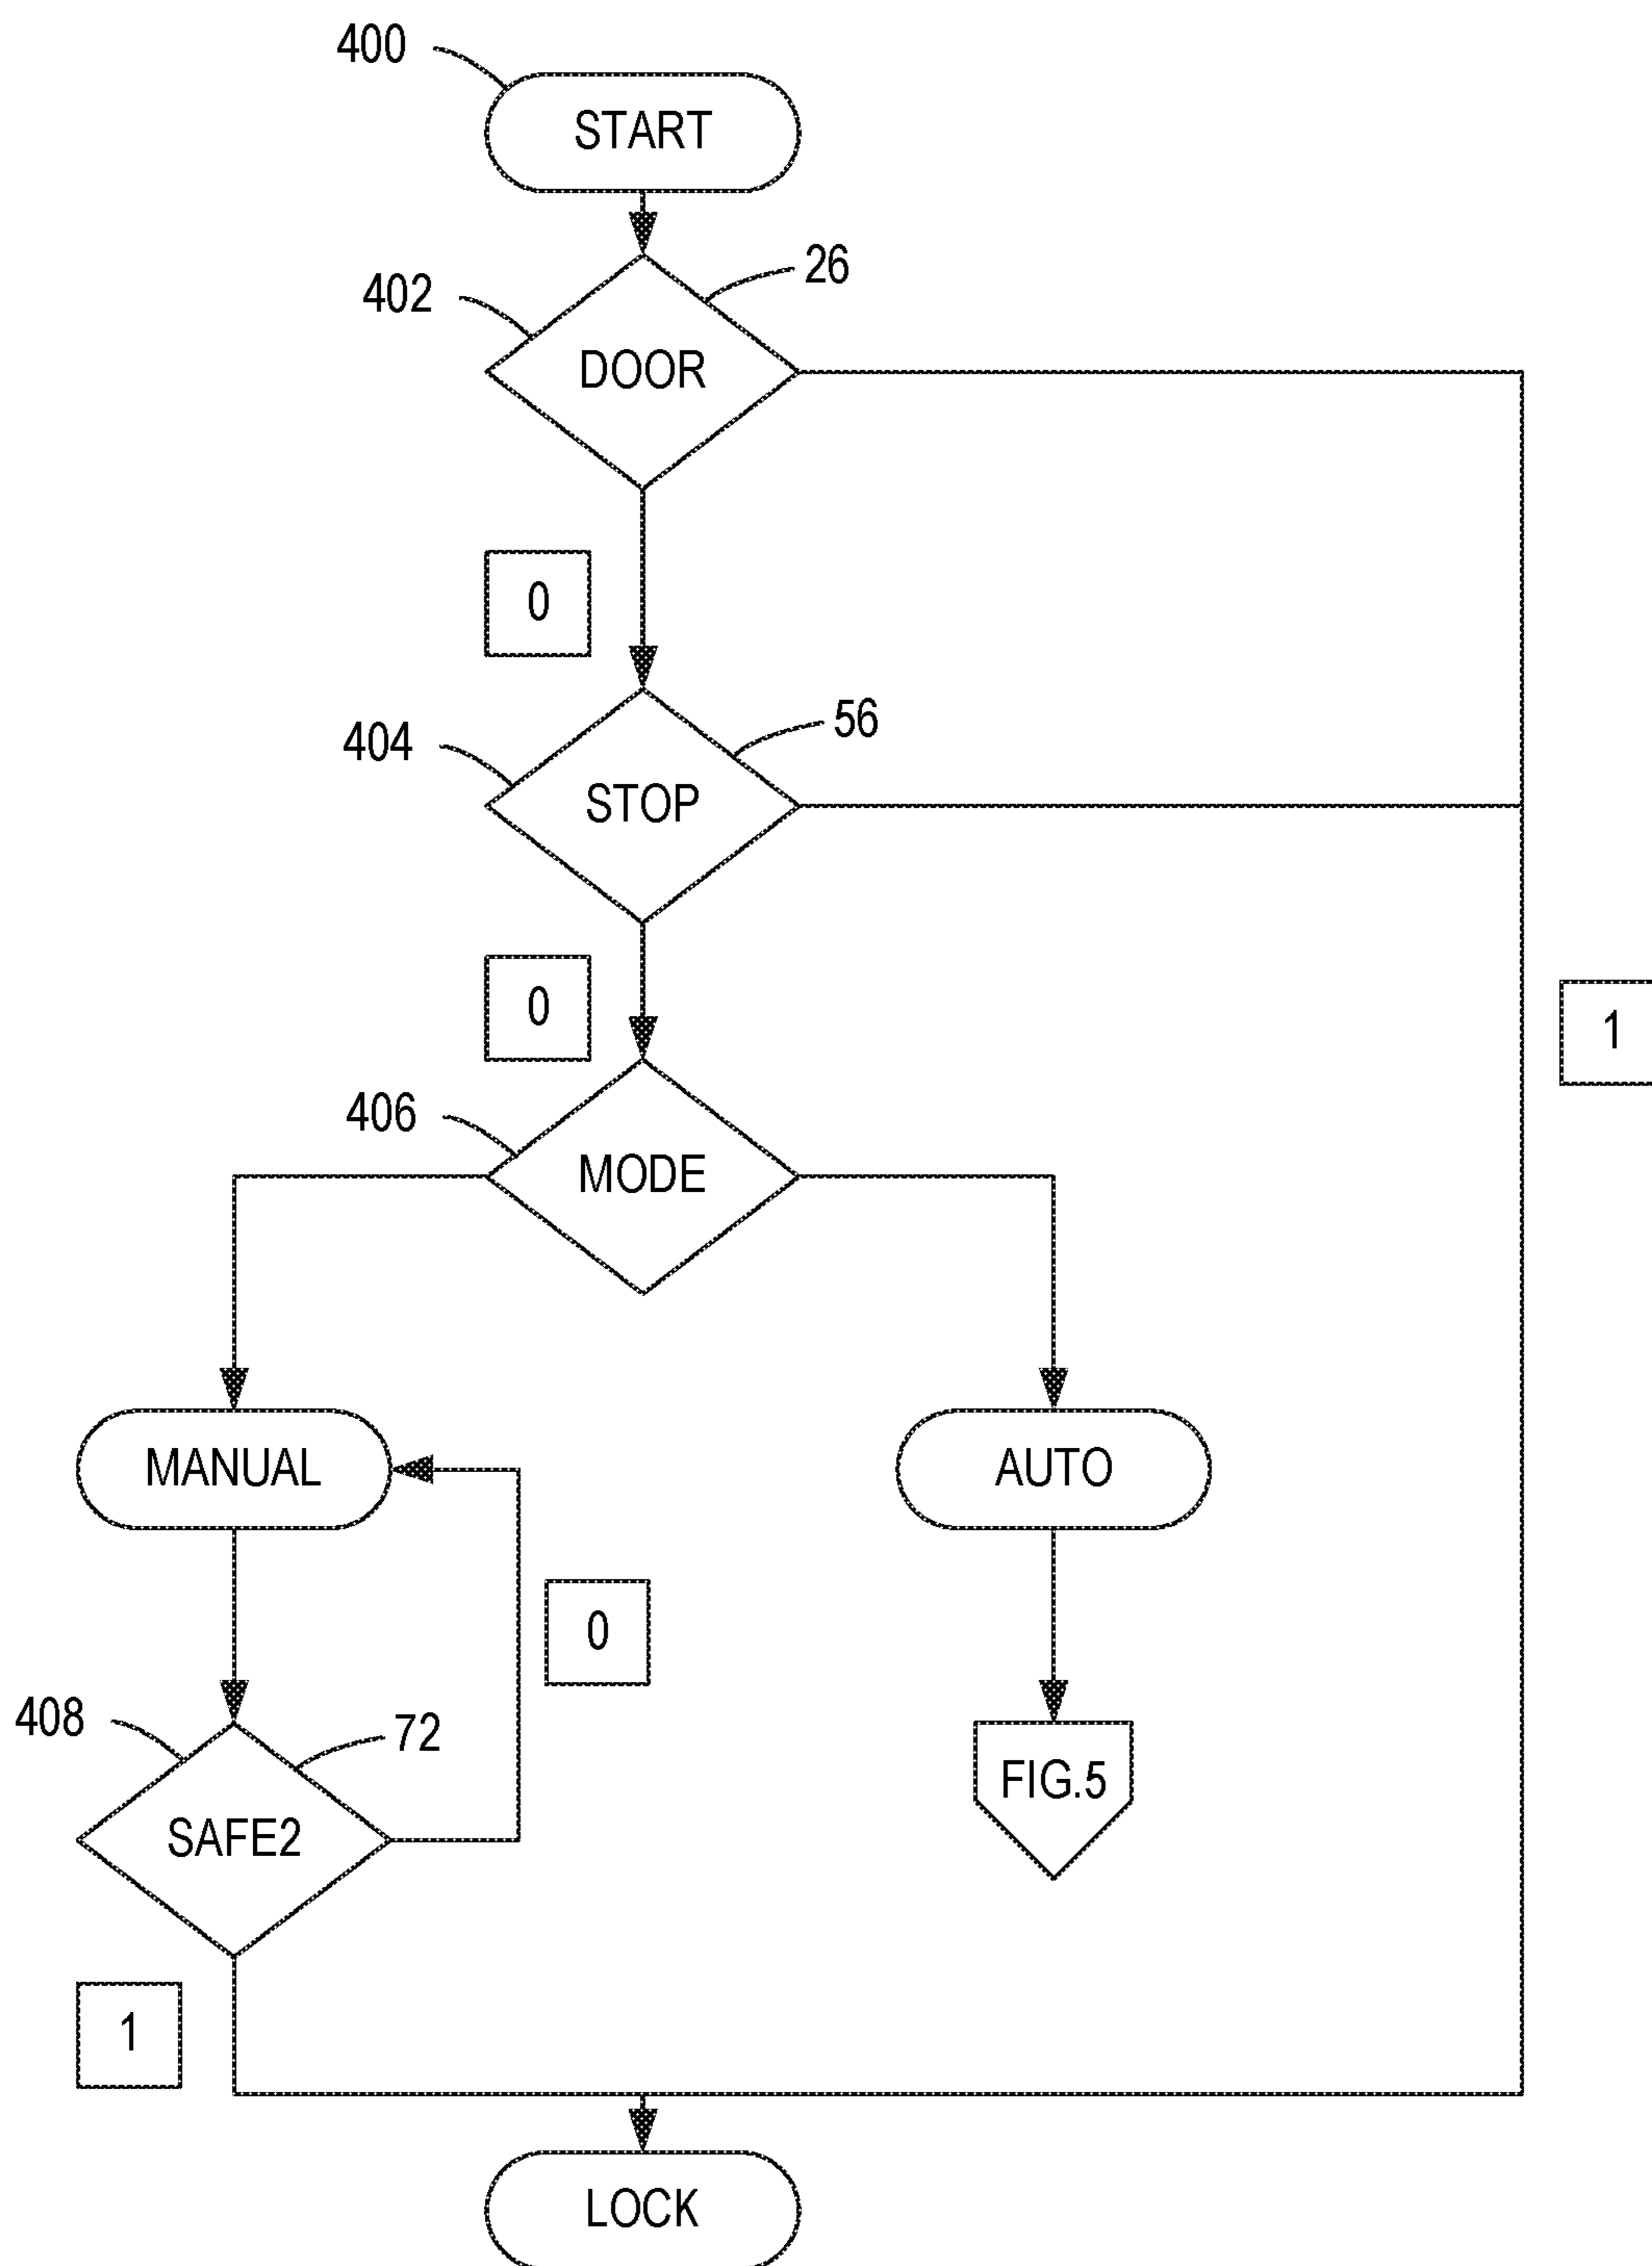 400
START
26
402
DOOR
0
56
404
STOP
0
1
406
MODE
MANUAL
AUTO
0
408
72
SAFE2
FIG.5
1
LOCK